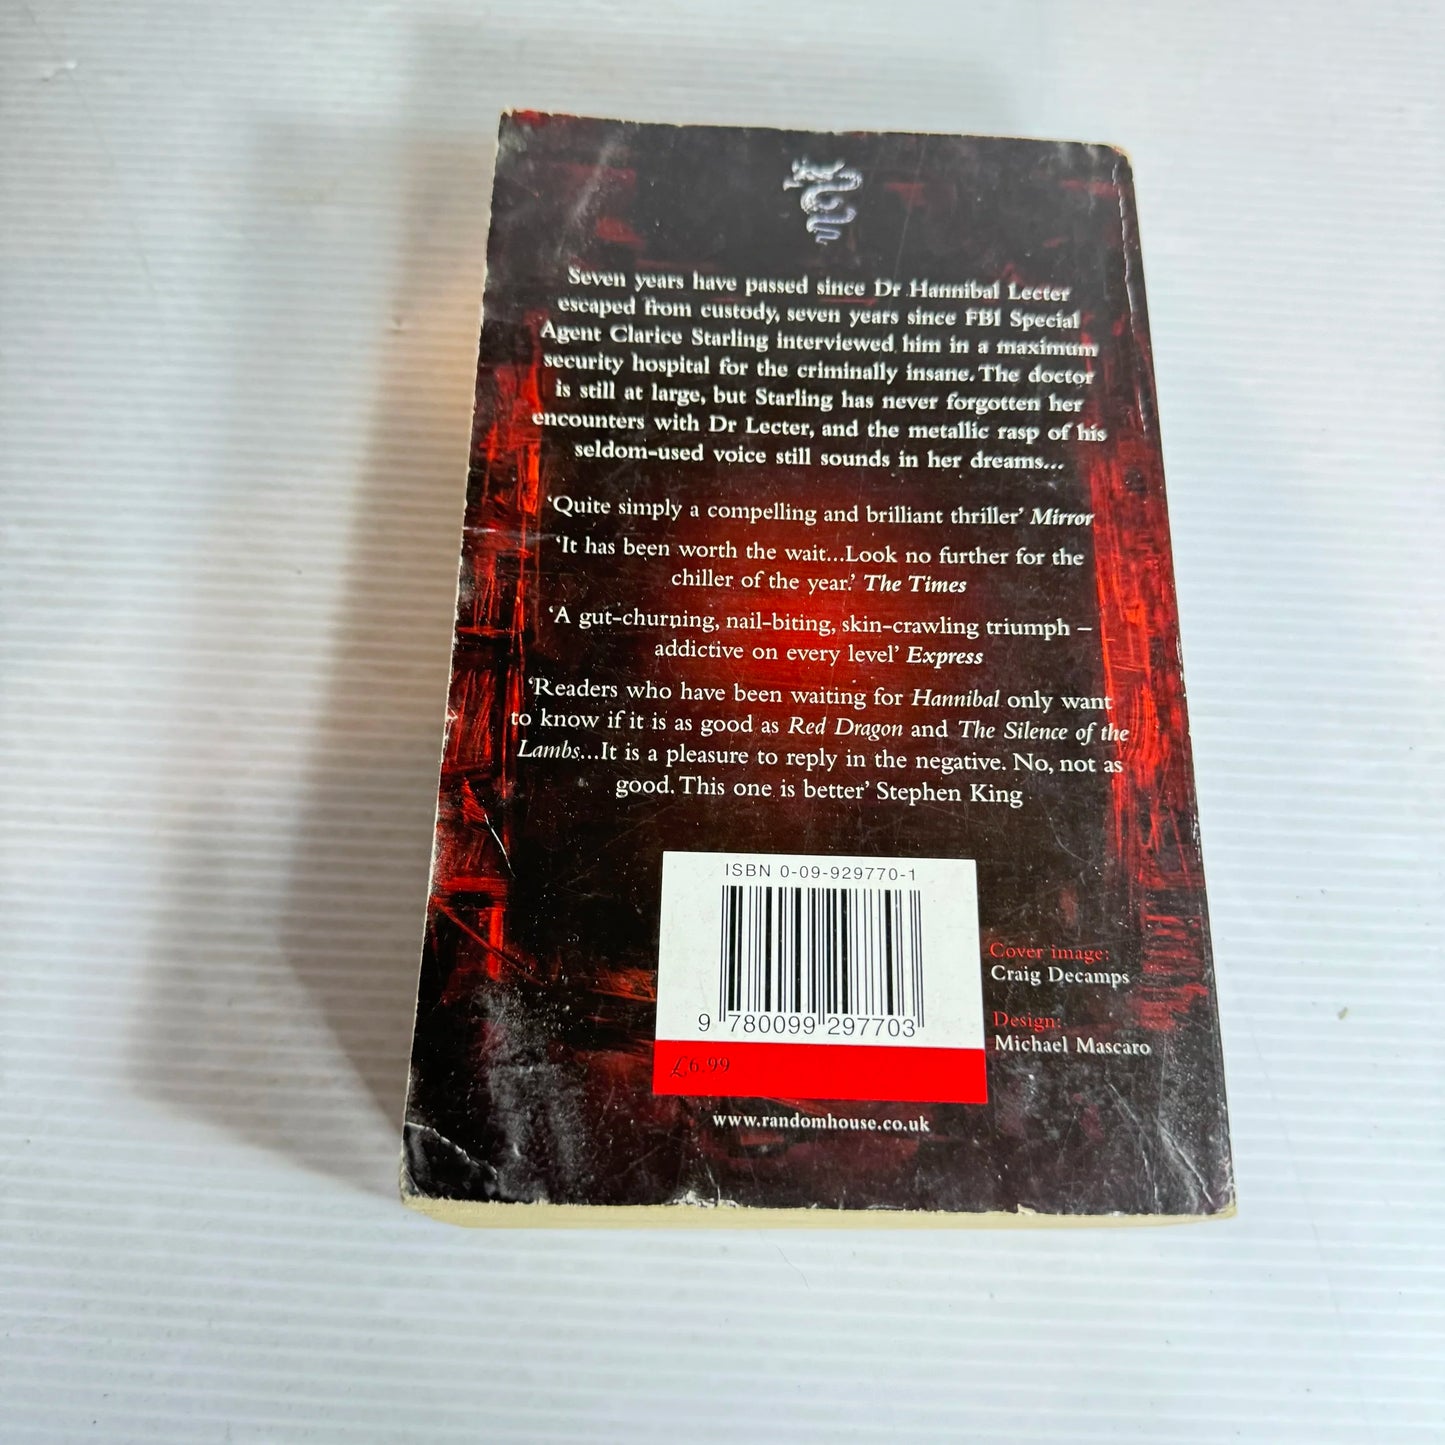 Seven years have passed since Dr Hannibal Lecter
escaped from custody, seven years since FBI Special
Agent Clarice Starling interviewed him in a maximum
security hospital for the criminally insane. The doctor
is still at large, but Starling has never forgotten her
encounters with Dr Lecter, and the metallic rasp of his
seldom-used voice still sounds in her dreams...
‘Quite simply a compelling and brilliant thriller’ Mirror
‘It has been worth the wait...Look no further for the
chiller of the year.’ The Times
‘A gut-churning, nail-biting, skin-crawling triumph –
addictive on every level’ Express
‘Readers who have been waiting for Hannibal only want
to know if it is as good as Red Dragon and The Silence of the
Lambs...It is a pleasure to reply in the negative. No, not as
good. This one is better’ Stephen King
ISBN 0-09-929770-1
9 780099 297703
£6.99
Cover image:
Craig Decamps
Design:
Michael Mascaro
www.randomhouse.co.uk